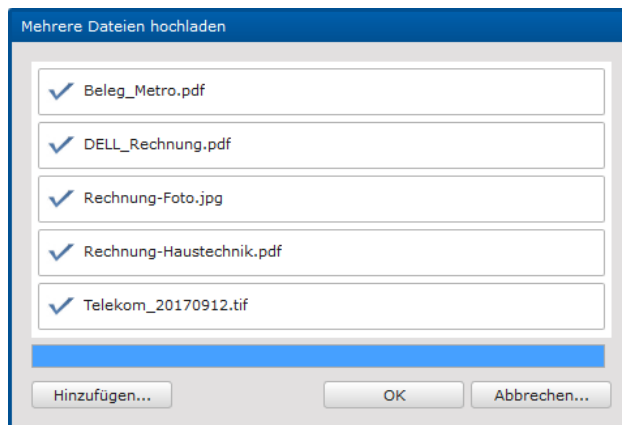 Mehrere Dateien hochladen
Beleg_Metro.pdf
DELL_Rechnung.pdf
Rechnung-Foto.jpg
Rechnung-Haustechnik.pdf
Telekom_20170912.tif
Hinzufügen... OK Abbrechen...